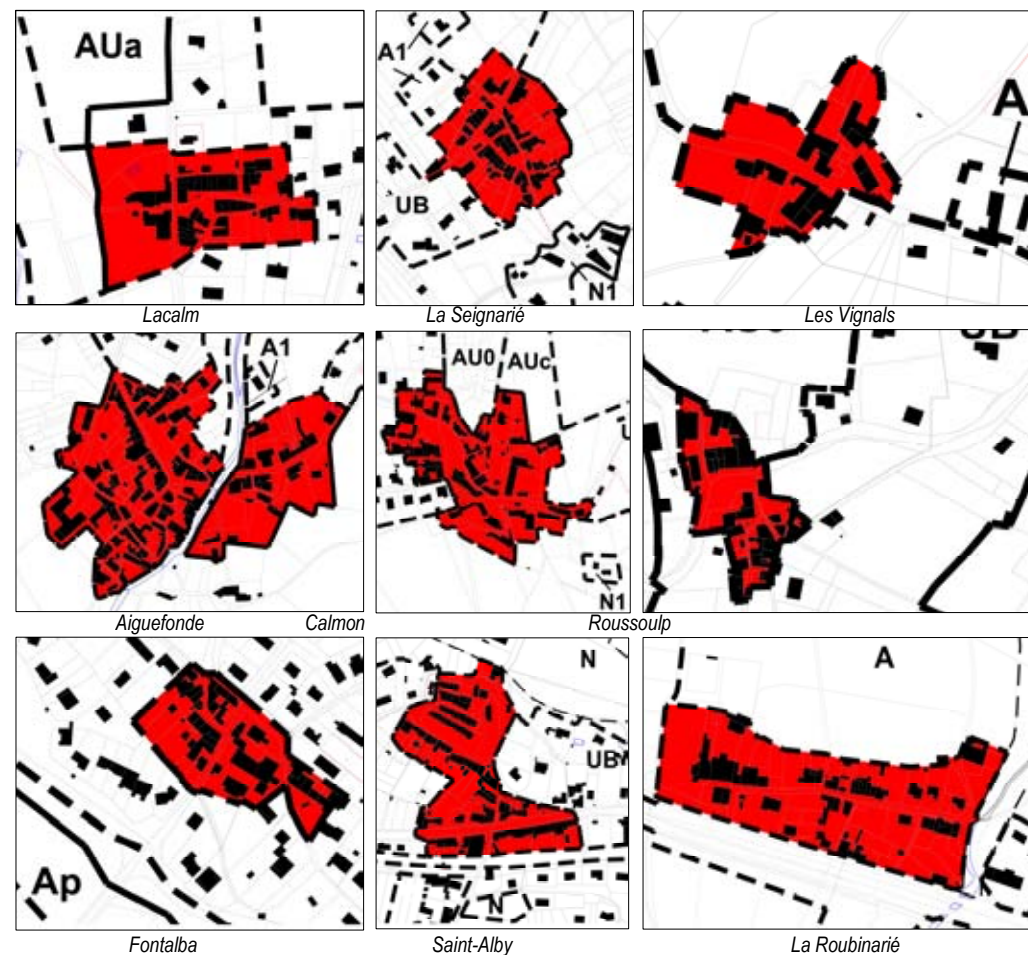 AUa
A1
UB
N1
A
Lacalm
La Seignarié
Les Vignals
A1
AU0
AUc
N1
UB
Aiguefonde
Calmon
Roussoulp
Ap
N
UB
N
A
Fontalba
Saint-Alby
La Roubinarié